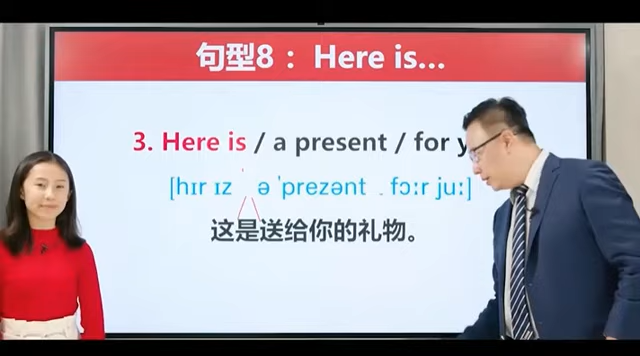 句型8：Here is...
3. Here is / a present / for y
[hɪr ɪz ə ˈprezənt . fɔːr juː]
这是送给你的礼物。